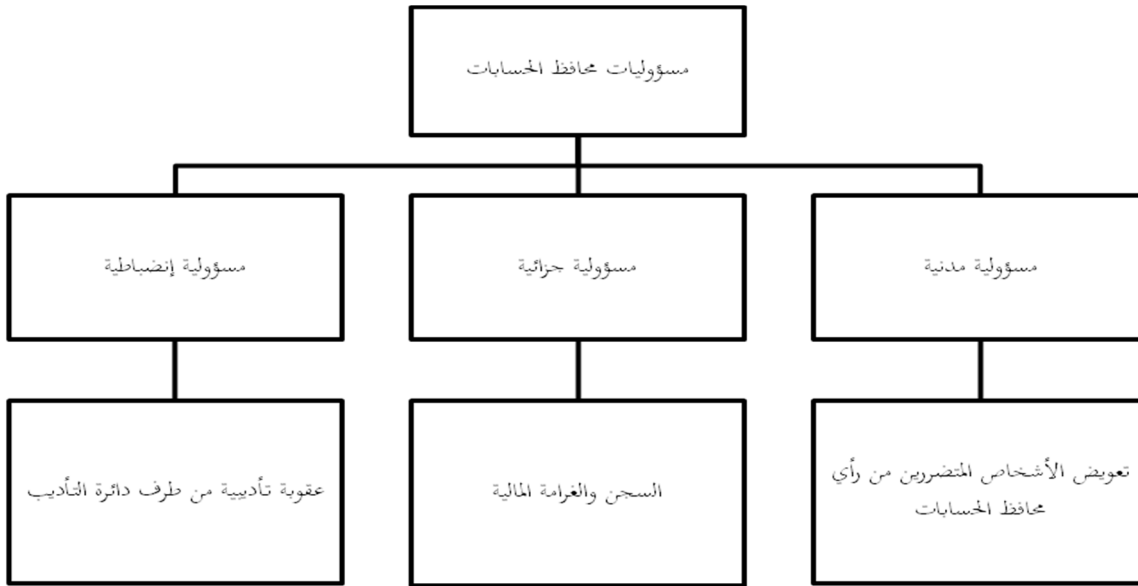 مسؤوليات محافظ الحسابات
مسؤولية مدنية
مسؤولية جزائية
مسؤولية إنضباطية
تعويض الأشخاص المتضررين من رأي
محافظ الحسابات
السجن والغرامة المالية
عقوبة تأديبية من طرف دائرة التأديب